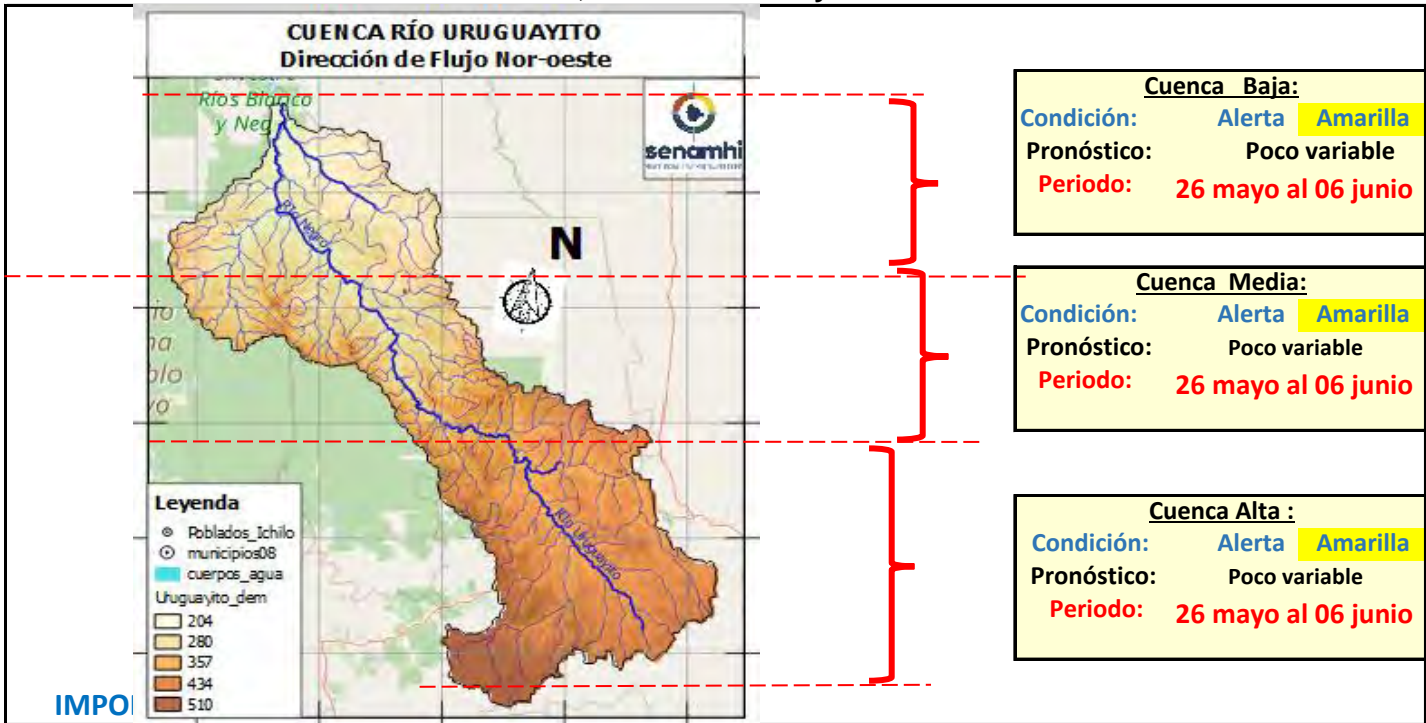 CUENCA RÍO URUGUAYITO
Dirección de Flujo Nor-oeste
Ríos Blanco
y Neg
senamhi
Río Negro
N
blo
Río Uruguayito
Leyenda
Poblados_Ichilo
municipios08
cuerpos_agua
Uruguayito_dem
204
280
357
434
510
IMPO
Cuenca Baja:
Condición: Alerta Amarilla
Pronóstico: Poco variable
Periodo: 26 mayo al 06 junio
Cuenca Media:
Condición: Alerta Amarilla
Pronóstico: Poco variable
Periodo: 26 mayo al 06 junio
Cuenca Alta :
Condición: Alerta Amarilla
Pronóstico: Poco variable
Periodo: 26 mayo al 06 junio